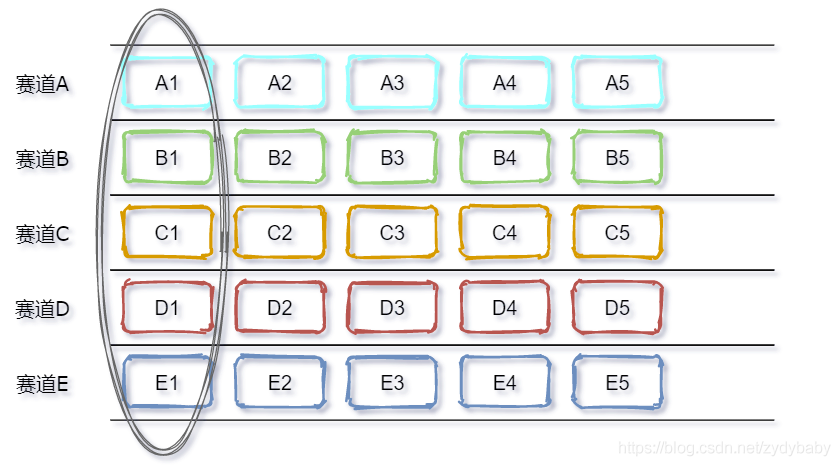 赛道A A1 A2 A3 A4 A5
赛道B B1 B2 B3 B4 B5
赛道C C1 C2 C3 C4 C5
赛道D D1 D2 D3 D4 D5
赛道E E1 E2 E3 E4 E5
https://blog.csdn.net/zydybaby